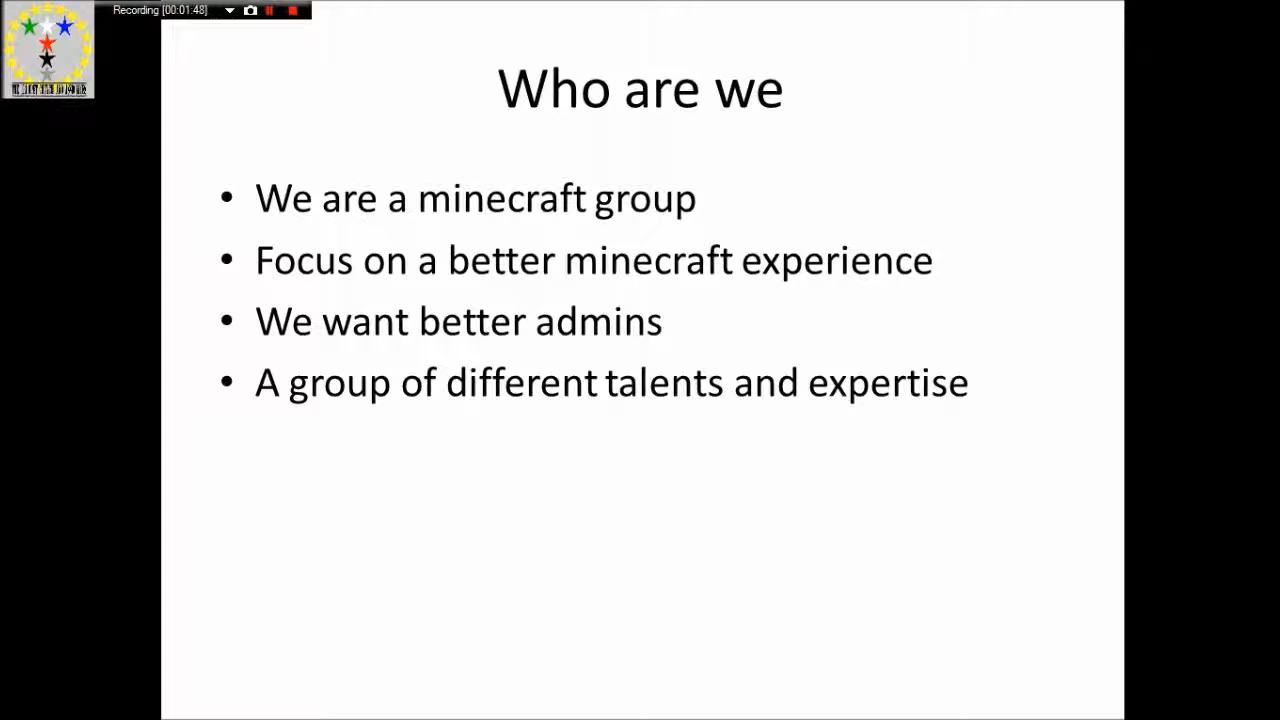 Recording [00:01:48]
Who are we
• We are a minecraft group
• Focus on a better minecraft experience
• We want better admins
• A group of different talents and expertise